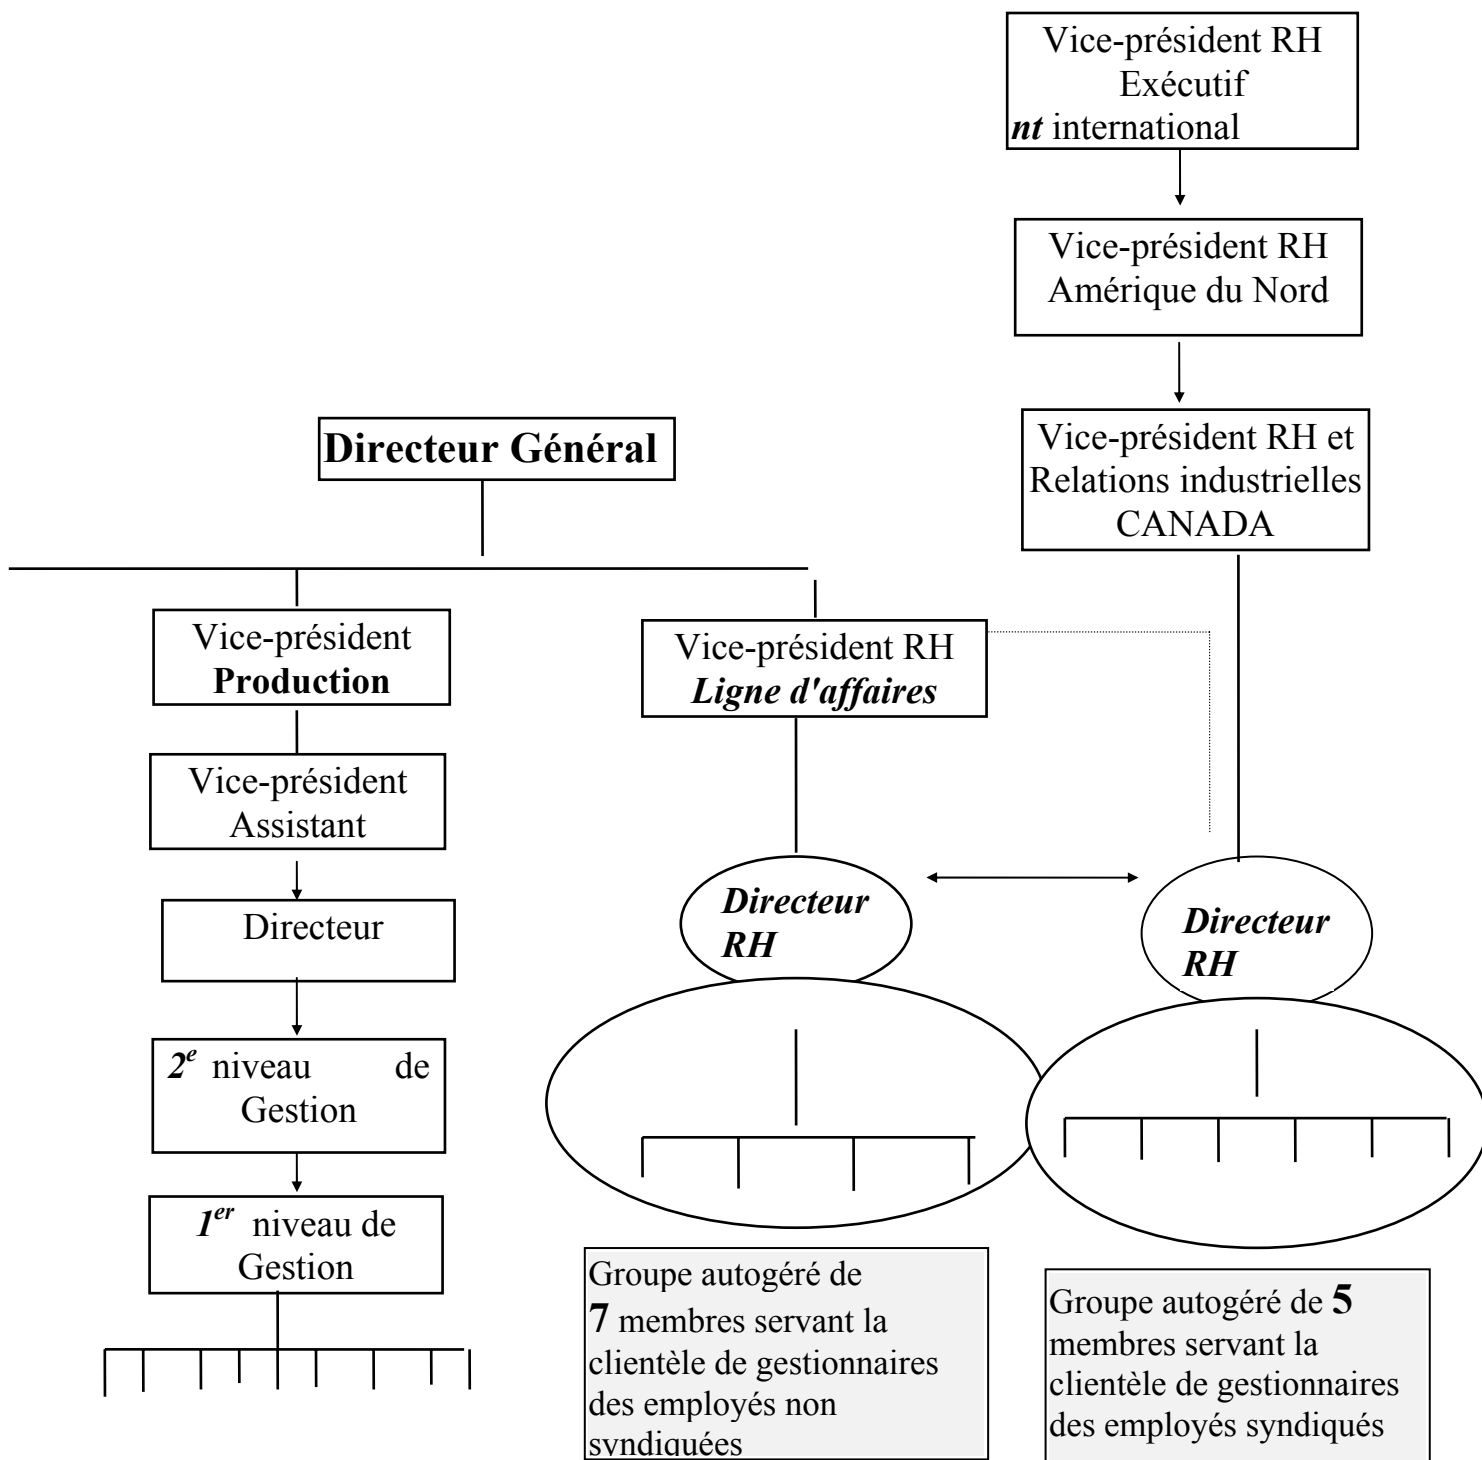 Vice-président RH
Exécutif
nt international
Vice-président RH
Amérique du Nord
Vice-président RH et
Relations industrielles
CANADA
Directeur Général
Vice-président
Production
Vice-président RH
Ligne d'affaires
Vice-président
Assistant
Directeur
2e niveau de
Gestion
1er niveau de
Gestion
Directeur
RH
Directeur
RH
Groupe autogéré de
7 membres servant la
clientèle de gestionnaires
des employés non
syndiquées
Groupe autogéré de 5
membres servant la
clientèle de gestionnaires
des employés syndiqués